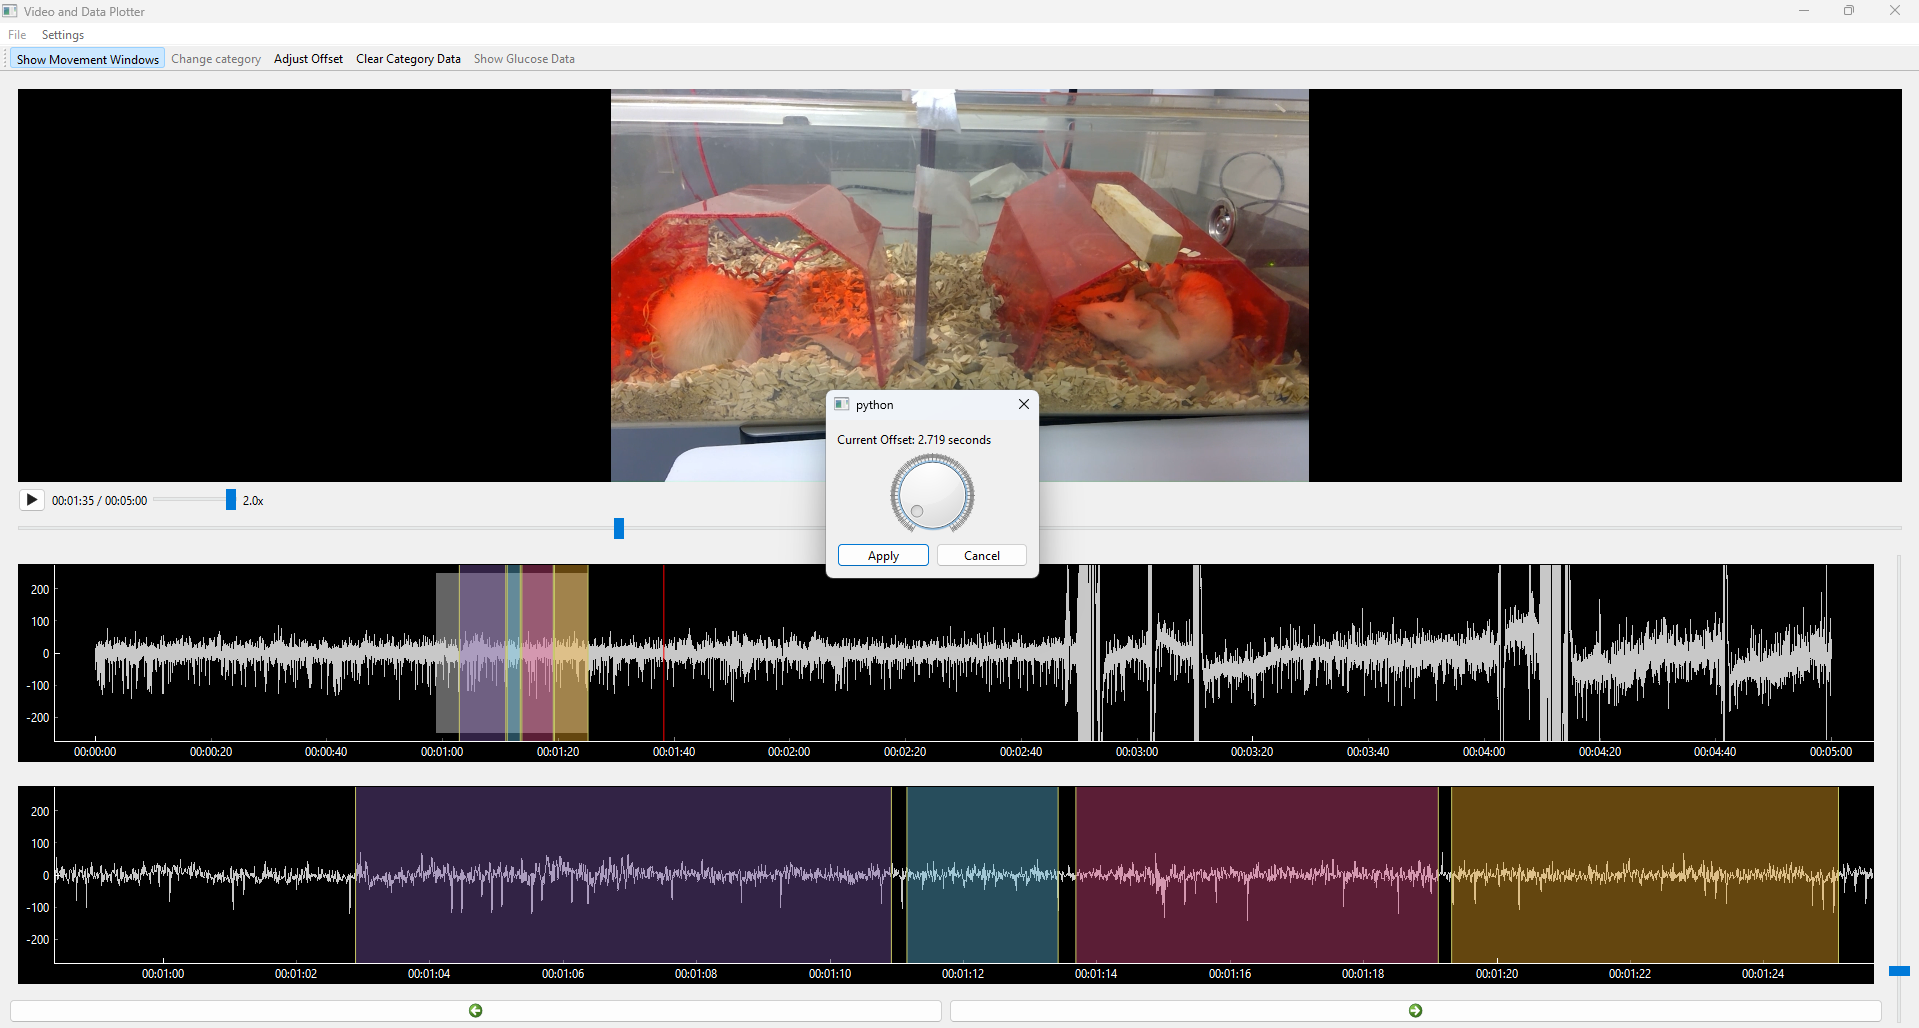 Video and Data Plotter
File Settings
Show Movement Windows Change category Adjust Offset Clear Category Data Show Glucose Data
python
Current Offset: 2.719 seconds
Apply Cancel
00:01:35 / 00:05:00 2.0x
200
100
0
-100
-200
00:00:00 00:00:20 00:00:40 00:01:00 00:01:20 00:01:40 00:02:00 00:02:20 00:02:40 00:03:00 00:03:20 00:03:40 00:04:00 00:04:20 00:04:40 00:05:00
200
100
0
-100
-200
00:01:00 00:01:02 00:01:04 00:01:06 00:01:08 00:01:10 00:01:12 00:01:14 00:01:16 00:01:18 00:01:20 00:01:22 00:01:24